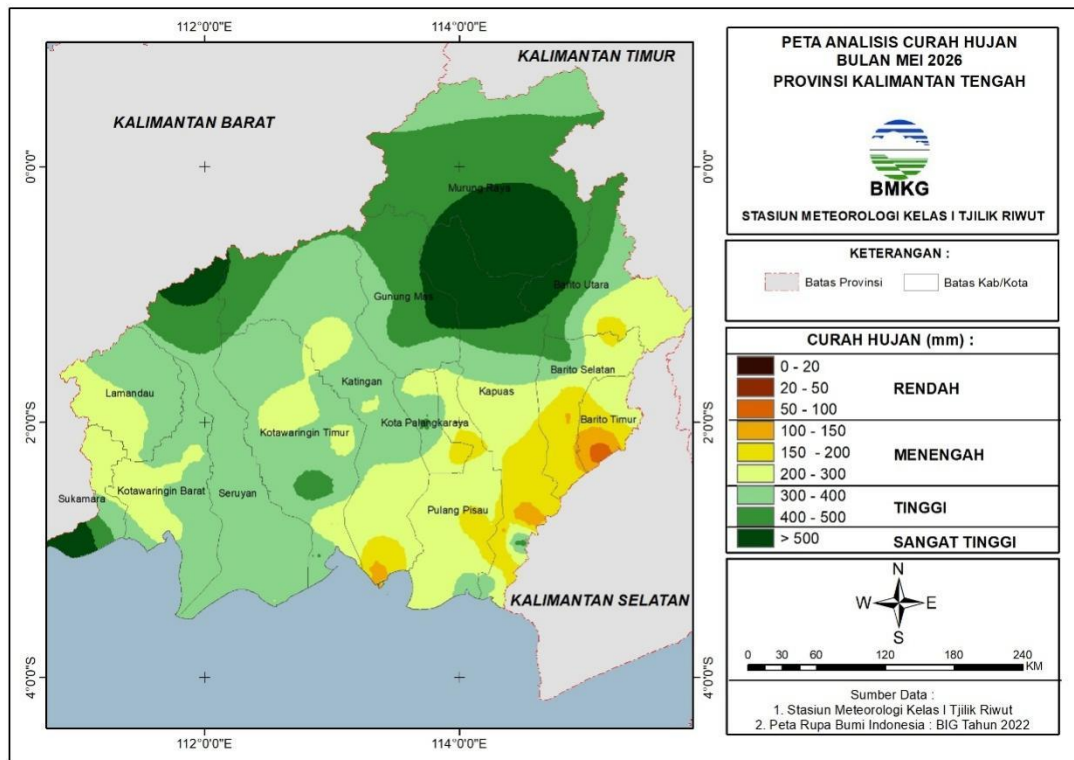 112°0'0"E
114°0'0"E
KALIMANTAN TIMUR
KALIMANTAN BARAT
0°0'0"
0°0'0"
Murung Raya
Gunung Mas
Barito Utara
Lamandau
Katingan
Kapuas
Barito Selatan
2°0'0"S
Kotawaringin Timur
Kota Palangkaraya
Barito Timur
2°0'0"S
Sukamara
Kotawaringin Barat
Seruyan
Pulang Pisau
KALIMANTAN SELATAN
4°0'0"S
4°0'0"S
112°0'0"E
114°0'0"E
PETA ANALISIS CURAH HUJAN
BULAN MEI 2026
PROVINSI KALIMANTAN TENGAH
BMKG
STASIUN METEOROLOGI KELAS I TJILIK RIWUT
KETERANGAN :
Batas Provinsi
Batas Kab/Kota
CURAH HUJAN (mm) :
0 - 20
20 - 50
50 - 100
RENDAH
100 - 150
150 - 200
200 - 300
MENENGAH
300 - 400
400 - 500
TINGGI
> 500
SANGAT TINGGI
N
W E
S
0 30 60 120 180 240
KM
Sumber Data :
1. Stasiun Meteorologi Kelas I Tjilik Riwut
2. Peta Rupa Bumi Indonesia : BIG Tahun 2022